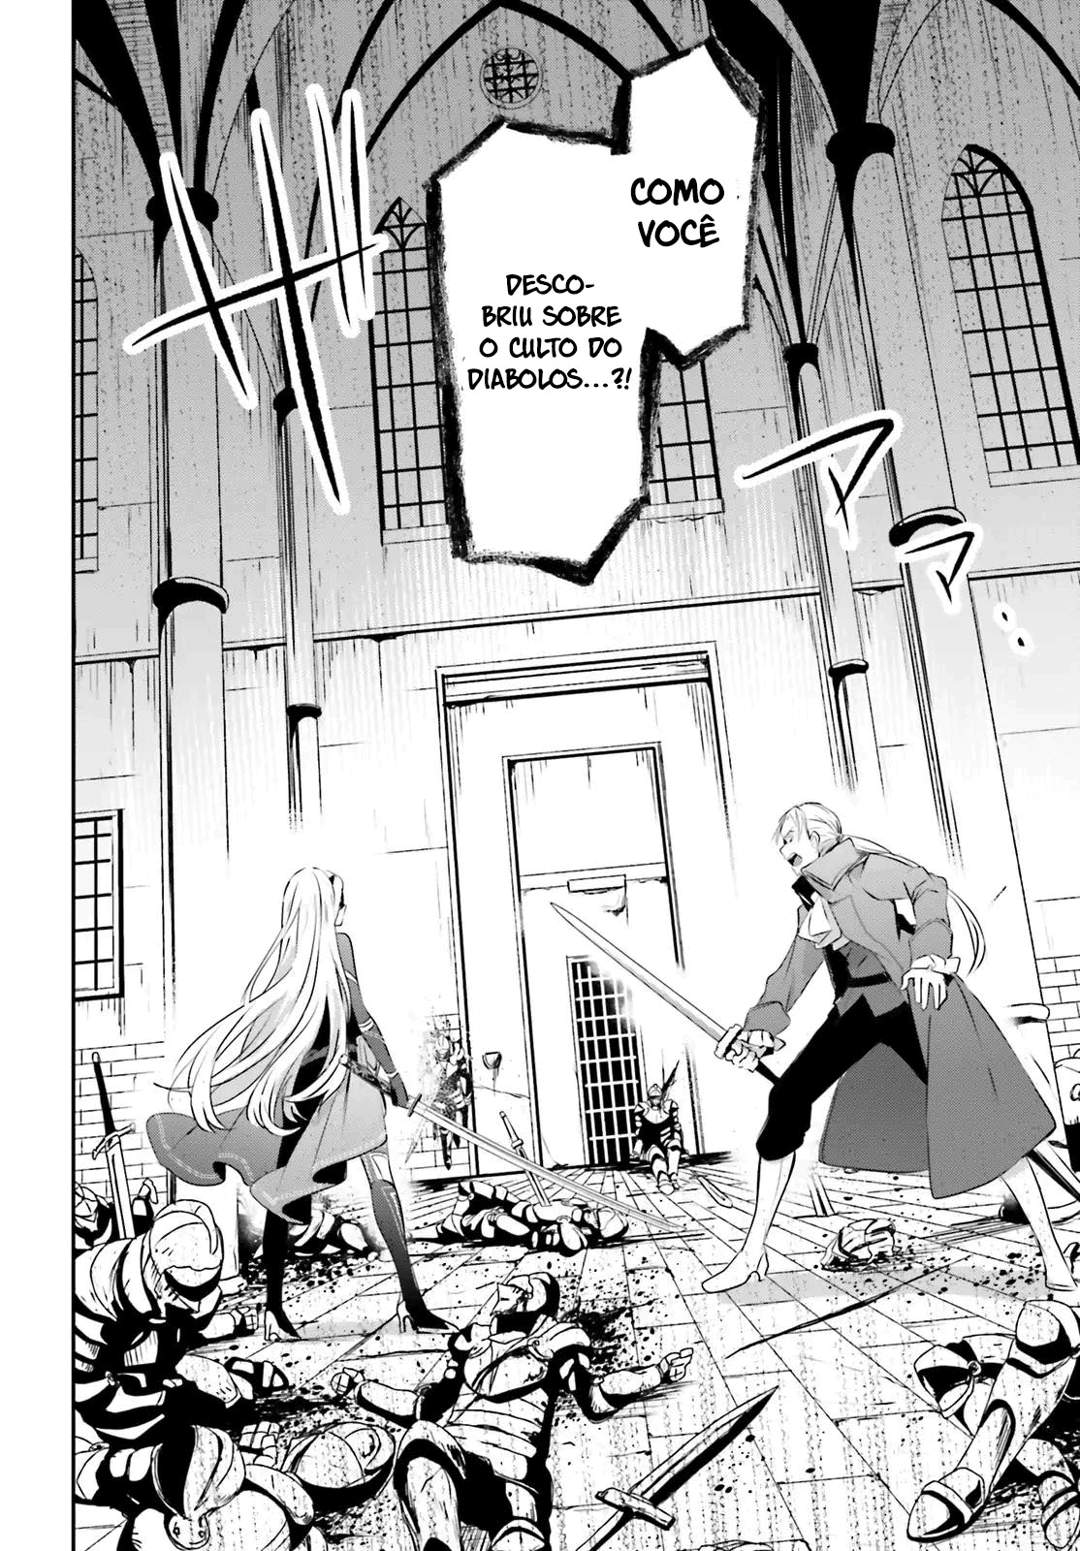 COMO
VOCÊ
DESCO-
BRIU SOBRE
O CULTO DO
DIABOLOS...?!